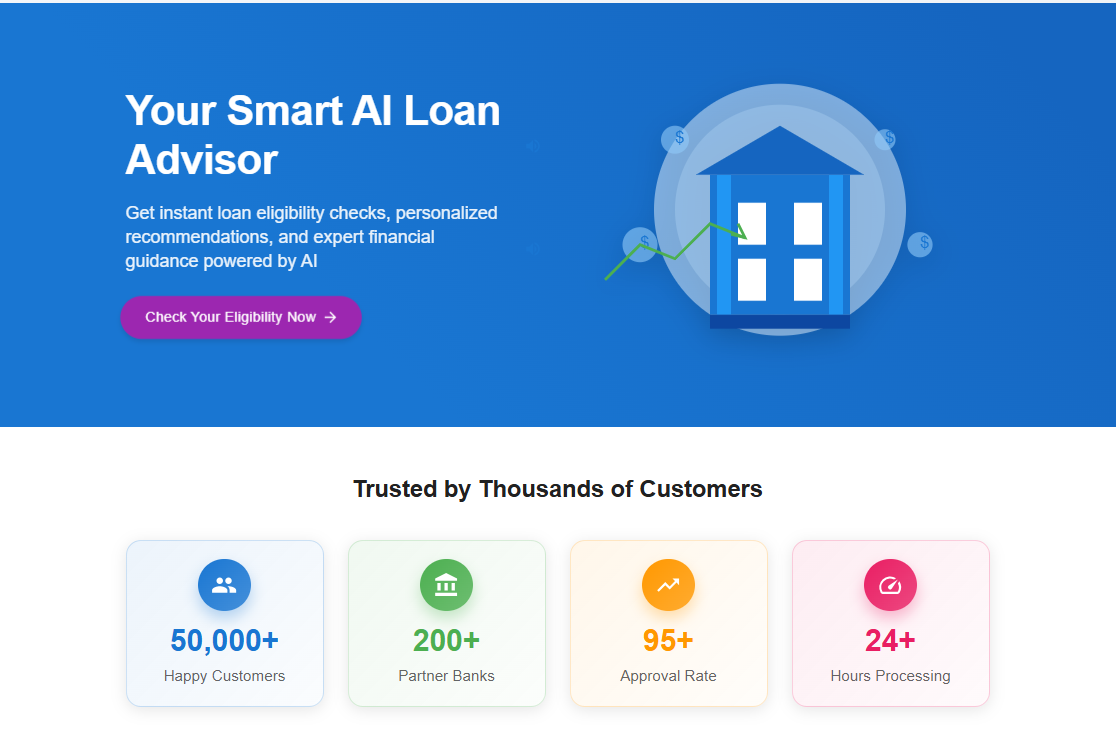 Your Smart AI Loan
Advisor
Get instant loan eligibility checks, personalized
recommendations, and expert financial
guidance powered by AI
Check Your Eligibility Now →
$
$
$
$
Trusted by Thousands of Customers
50,000+
200+
95+
24+
Happy Customers
Partner Banks
Approval Rate
Hours Processing